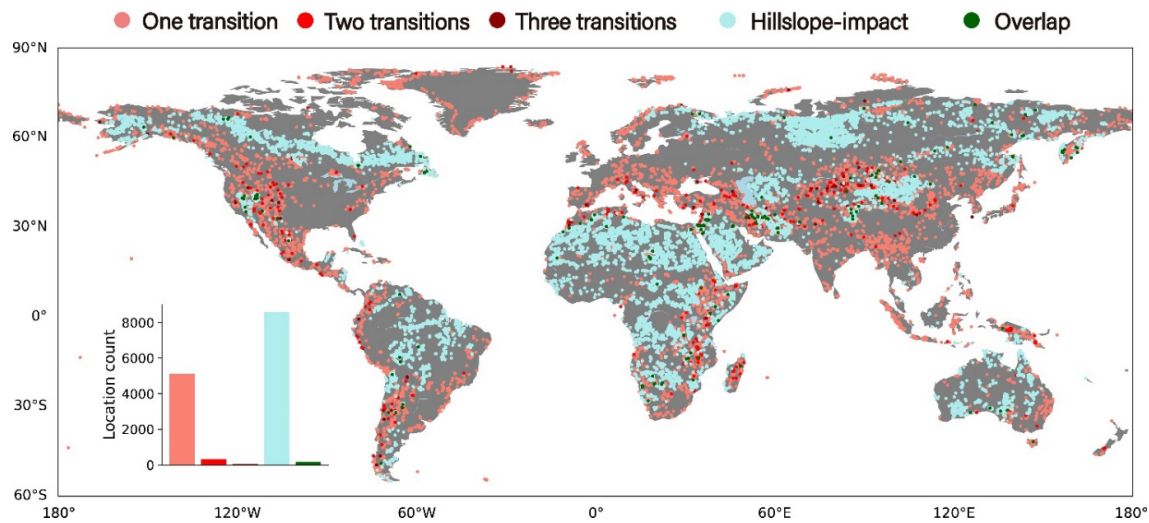 One transition Two transitions Three transitions Hillslope-impact Overlap
90°N
60°N
30°N
0°
30°S
60°S
8000
6000
4000
2000
0
Location count
180° 120°W 60°W 0° 60°E 120°E 180°